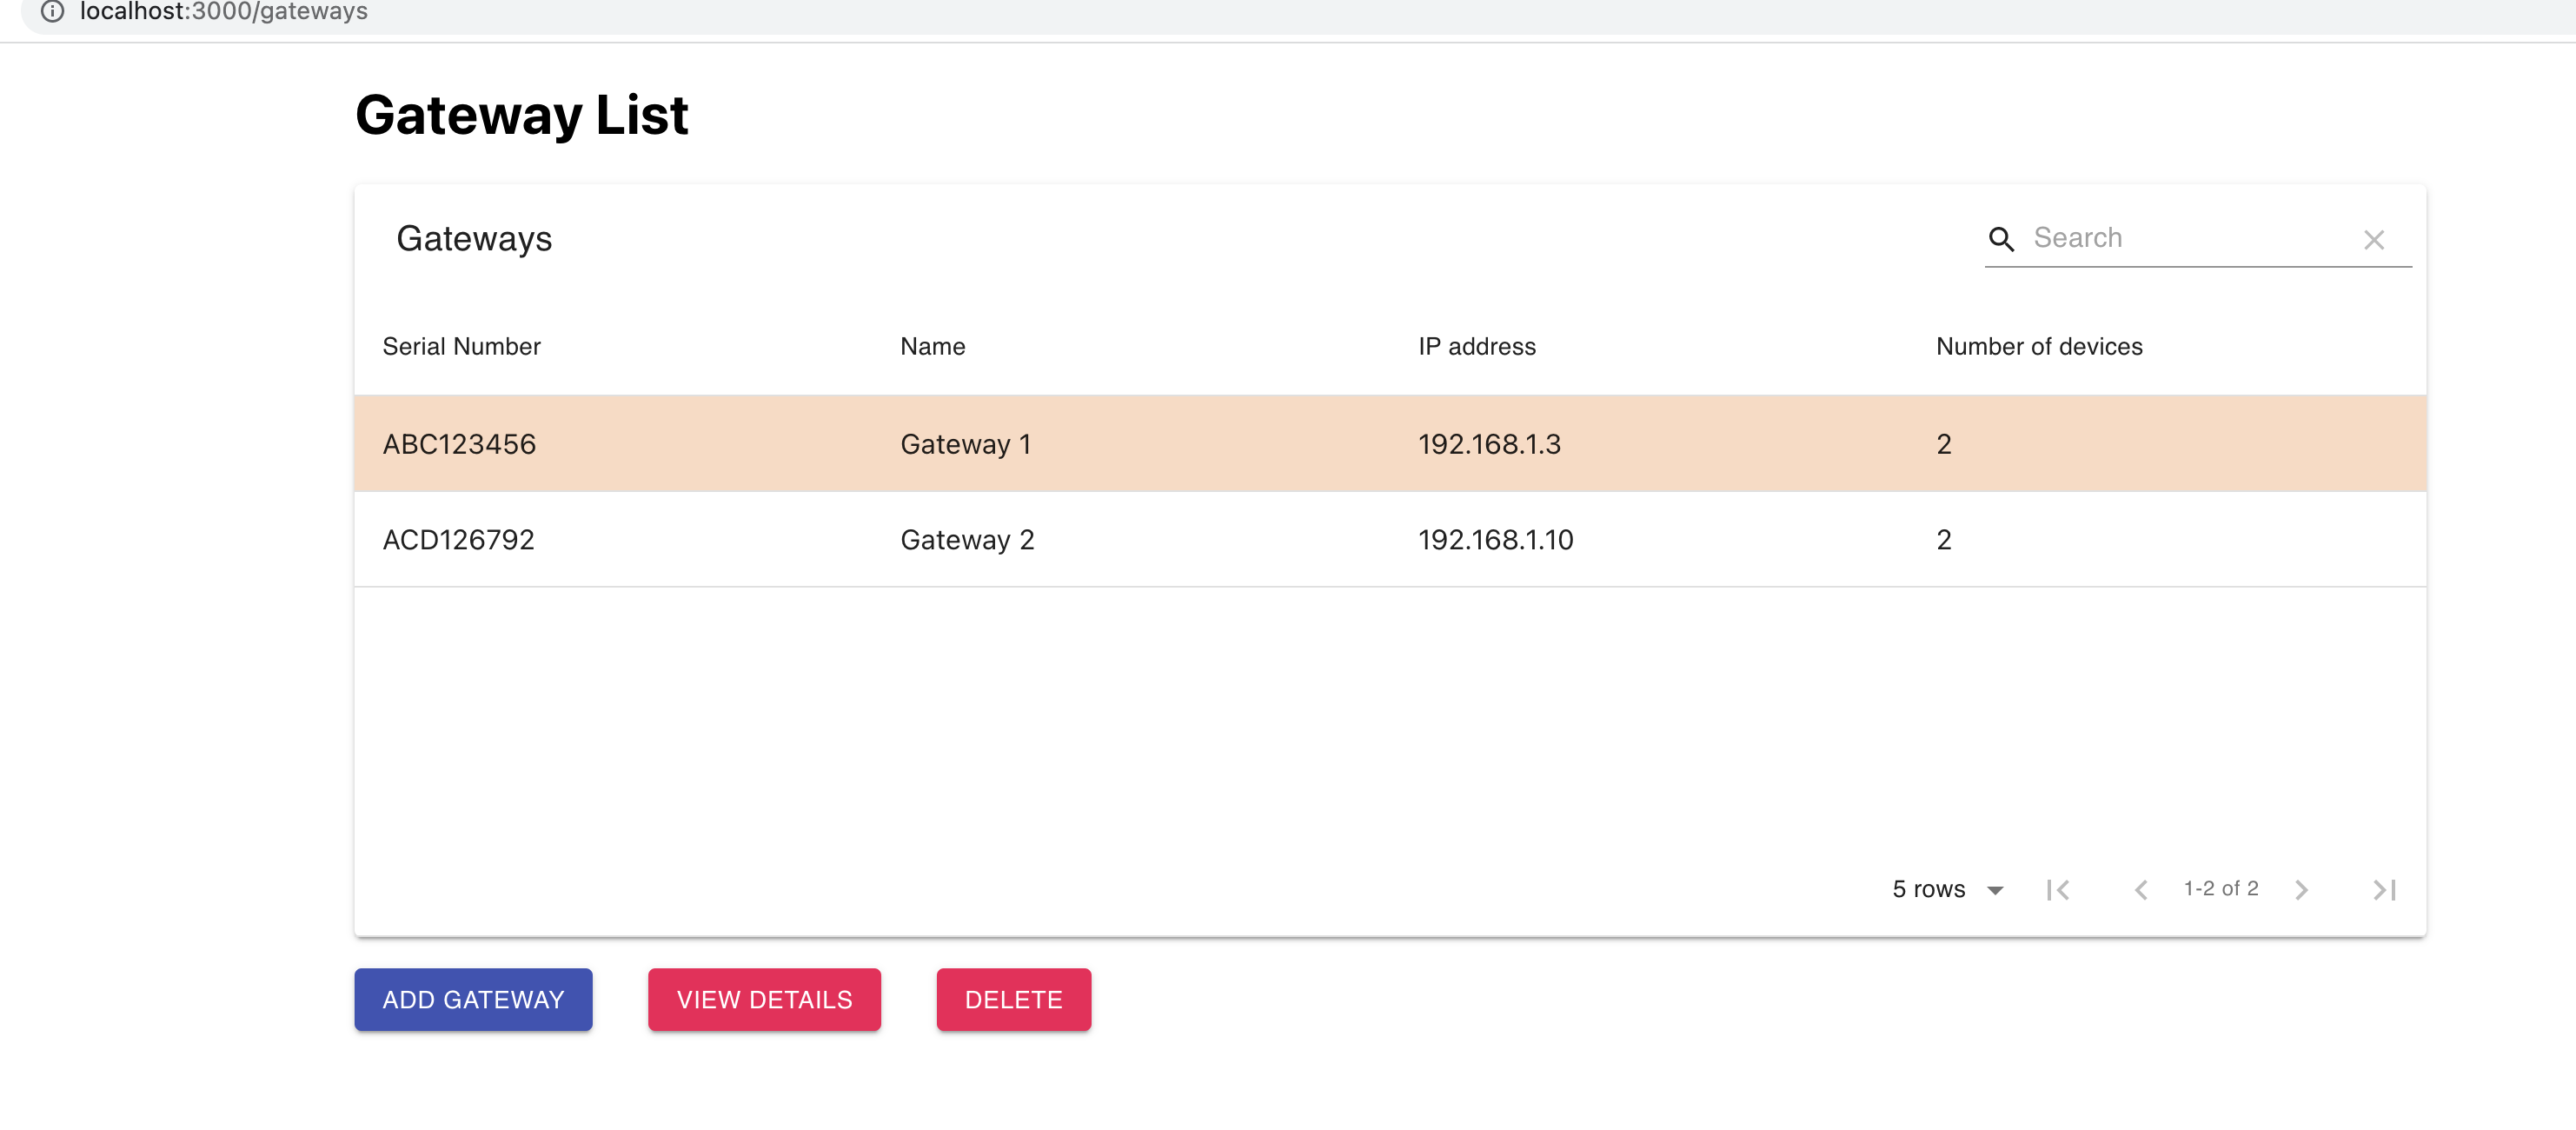 localhost:3000/gateways
Gateway List
Gateways
Search
Serial Number Name IP address Number of devices
ABC123456 Gateway 1 192.168.1.3 2
ACD126792 Gateway 2 192.168.1.10 2
5 rows 1-2 of 2
ADD GATEWAY VIEW DETAILS DELETE